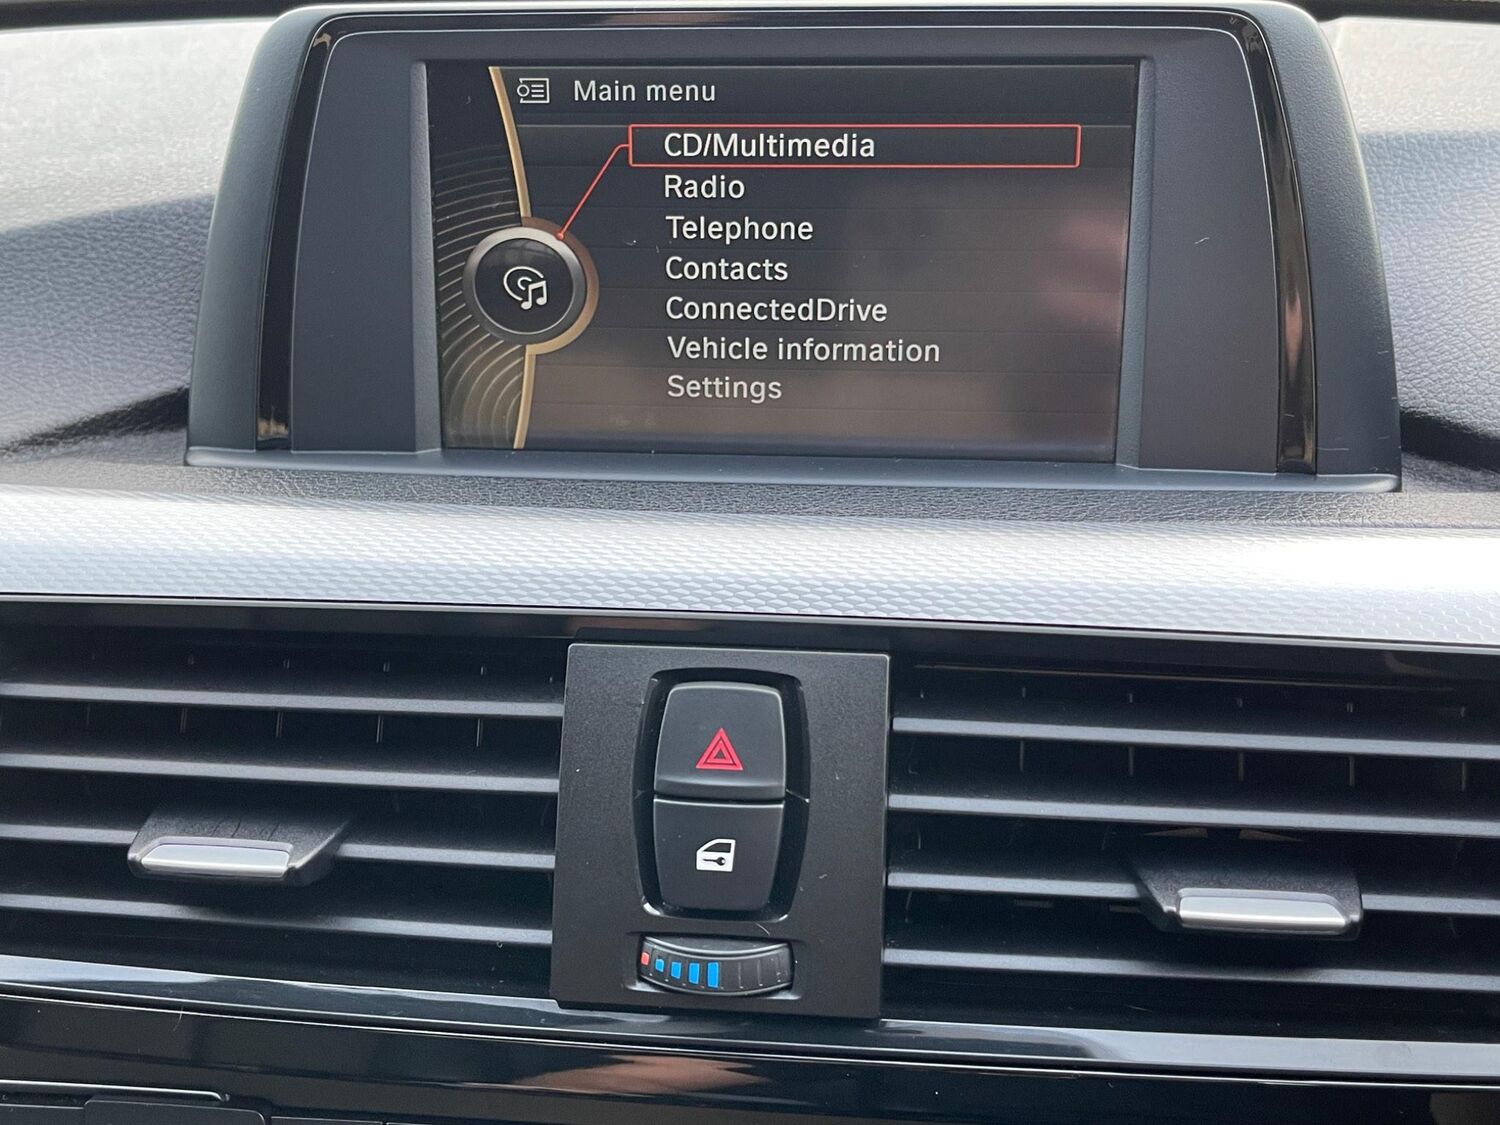 Main menu
CD/Multimedia
Radio
Telephone
Contacts
ConnectedDrive
Vehicle information
Settings